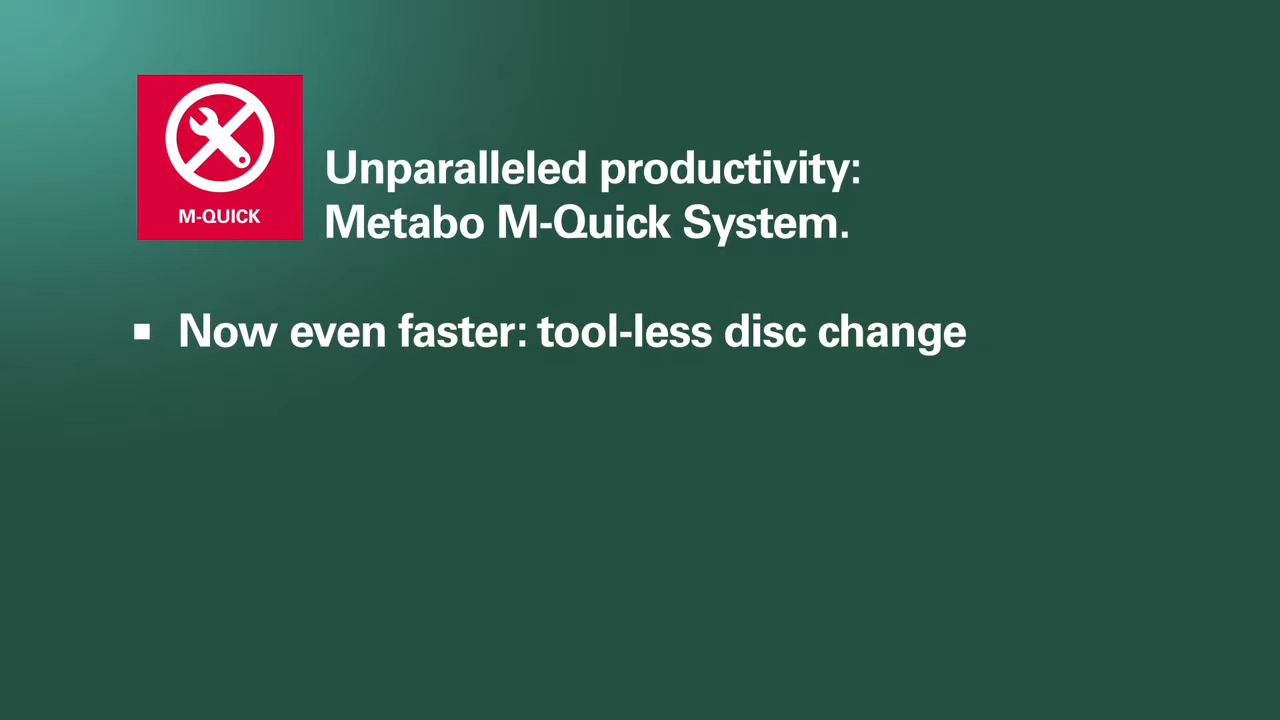 M-QUICK
Unparalleled productivity:
Metabo M-Quick System.
▪ Now even faster: tool-less disc change